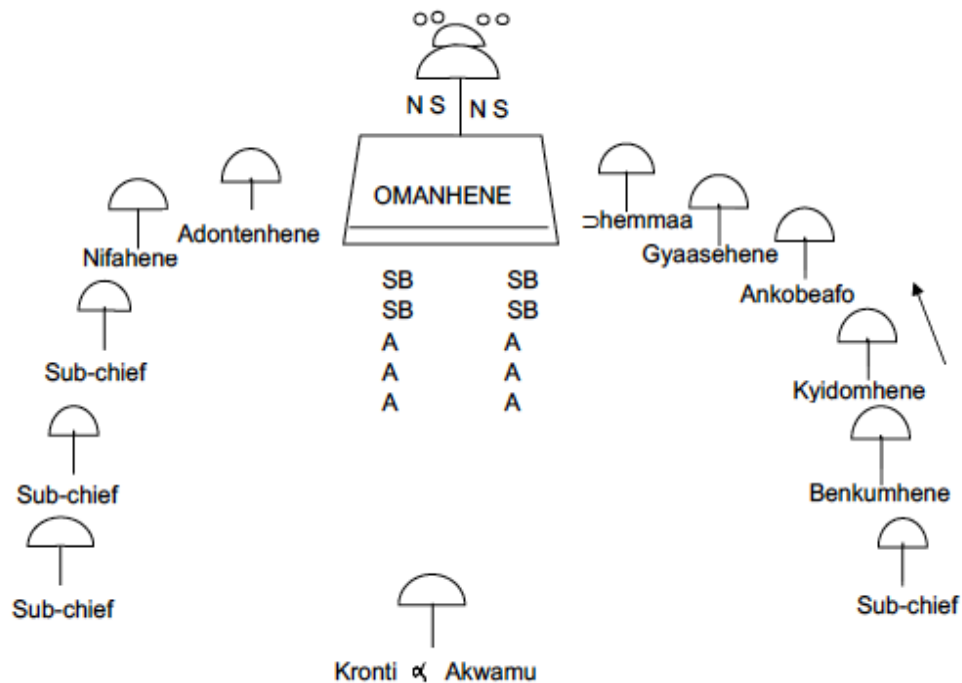 N S N S
OMANHENE
Ɔhemmaa
Adontenhene
Gyaasehene
Nifahene
Ankobeafo
SB SB
SB SB
A A
A A
A A
Sub-chief
Kyidomhene
Sub-chief
Benkumhene
Sub-chief
Sub-chief
Kronti & Akwamu